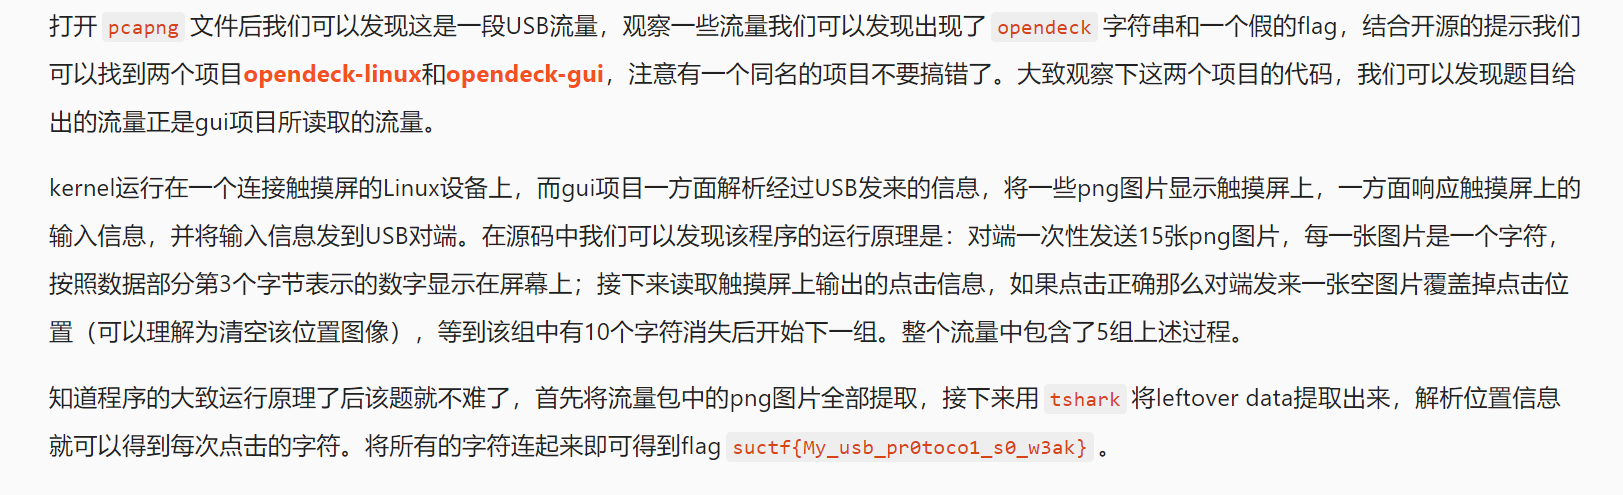 打开 pcapng 文件后我们可以发现这是一段USB流量，观察一些流量我们可以发现出现了 opendeck 字符串和一个假的flag，结合开源的提示我们
可以找到两个项目opendeck-linux和opendeck-gui，注意有一个同名的项目不要搞错了。大致观察下这两个项目的代码，我们可以发现题目给
出的流量正是gui项目所读取的流量。
kernel运行在一个连接触摸屏的Linux设备上，而gui项目一方面解析经过USB发来的信息，将一些png图片显示触摸屏上，一方面响应触摸屏上的
输入信息，并将输入信息发到USB对端。在源码中我们可以发现该程序的运行原理是：对端一次性发送15张png图片，每一张图片是一个字符，
按照数据部分第3个字节表示的数字显示在屏幕上；接下来读取触摸屏上输出的点击信息，如果点击正确那么对端发来一张空图片覆盖掉点击位
置（可以理解为清空该位置图像），等到该组中有10个字符消失后开始下一组。整个流量中包含了5组上述过程。
知道程序的大致运行原理了后该题就不难了，首先将流量包中的png图片全部提取，接下来用 tshark 将leftover data提取出来，解析位置信息
就可以得到每次点击的字符。将所有的字符连起来即可得到flag suctf{My_usb_pr0toco1_s0_w3ak} 。